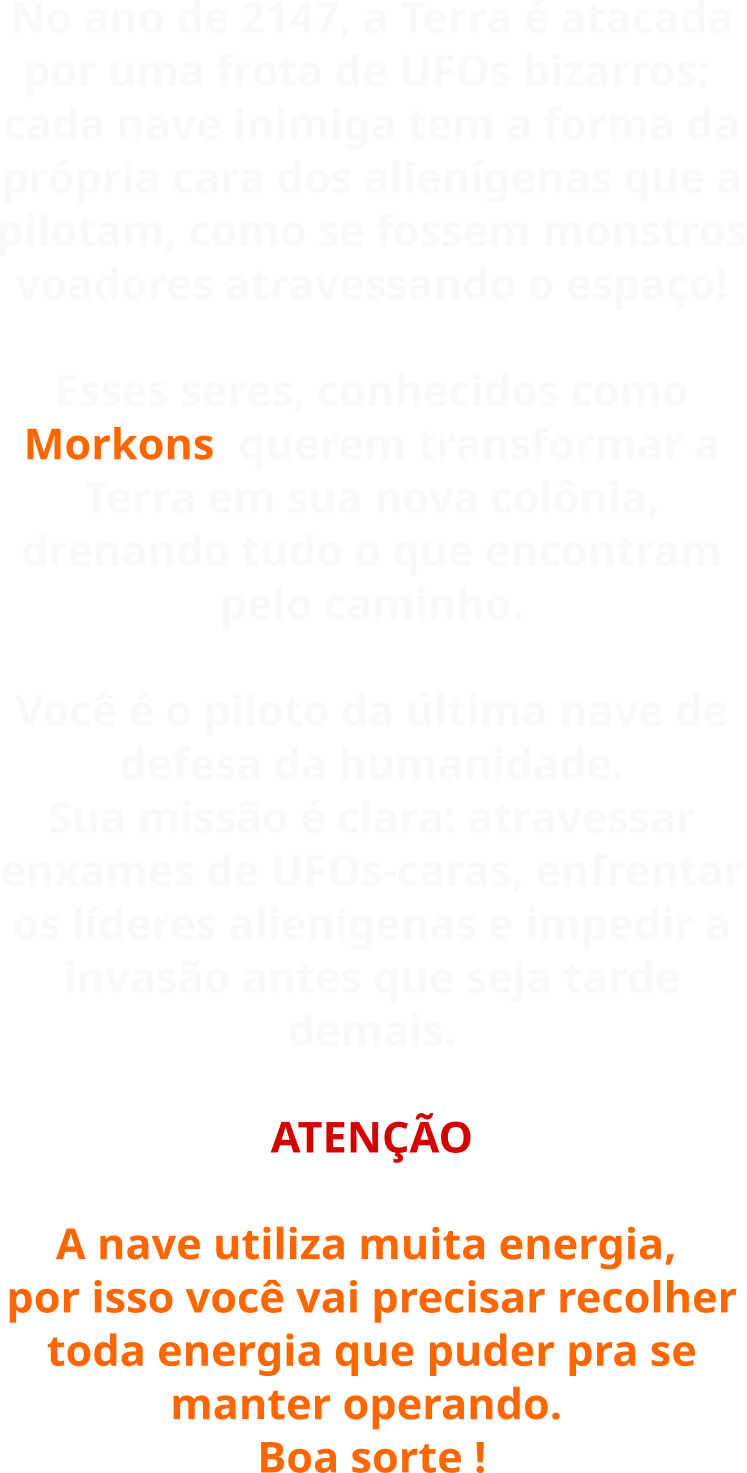 No ano de 2147, a Terra é atacada
por uma frota de UFOs bizarros:
cada nave inimiga tem a forma da
própria cara dos alienígenas que a
pilotam, como se fossem monstros
voadores atravessando o espaço!
Esses seres, conhecidos como
Morkons, querem transformar a
Terra em sua nova colônia,
drenando tudo o que encontram
pelo caminho.
Você é o piloto da última nave de
defesa da humanidade.
Sua missão é clara: atravessar
enxames de UFOs-caras, enfrentar
os líderes alienígenas e impedir a
invasão antes que seja tarde
demais.
ATENÇÃO
A nave utiliza muita energia,
por isso você vai precisar recolher
toda energia que puder pra se
manter operando.
Boa sorte !